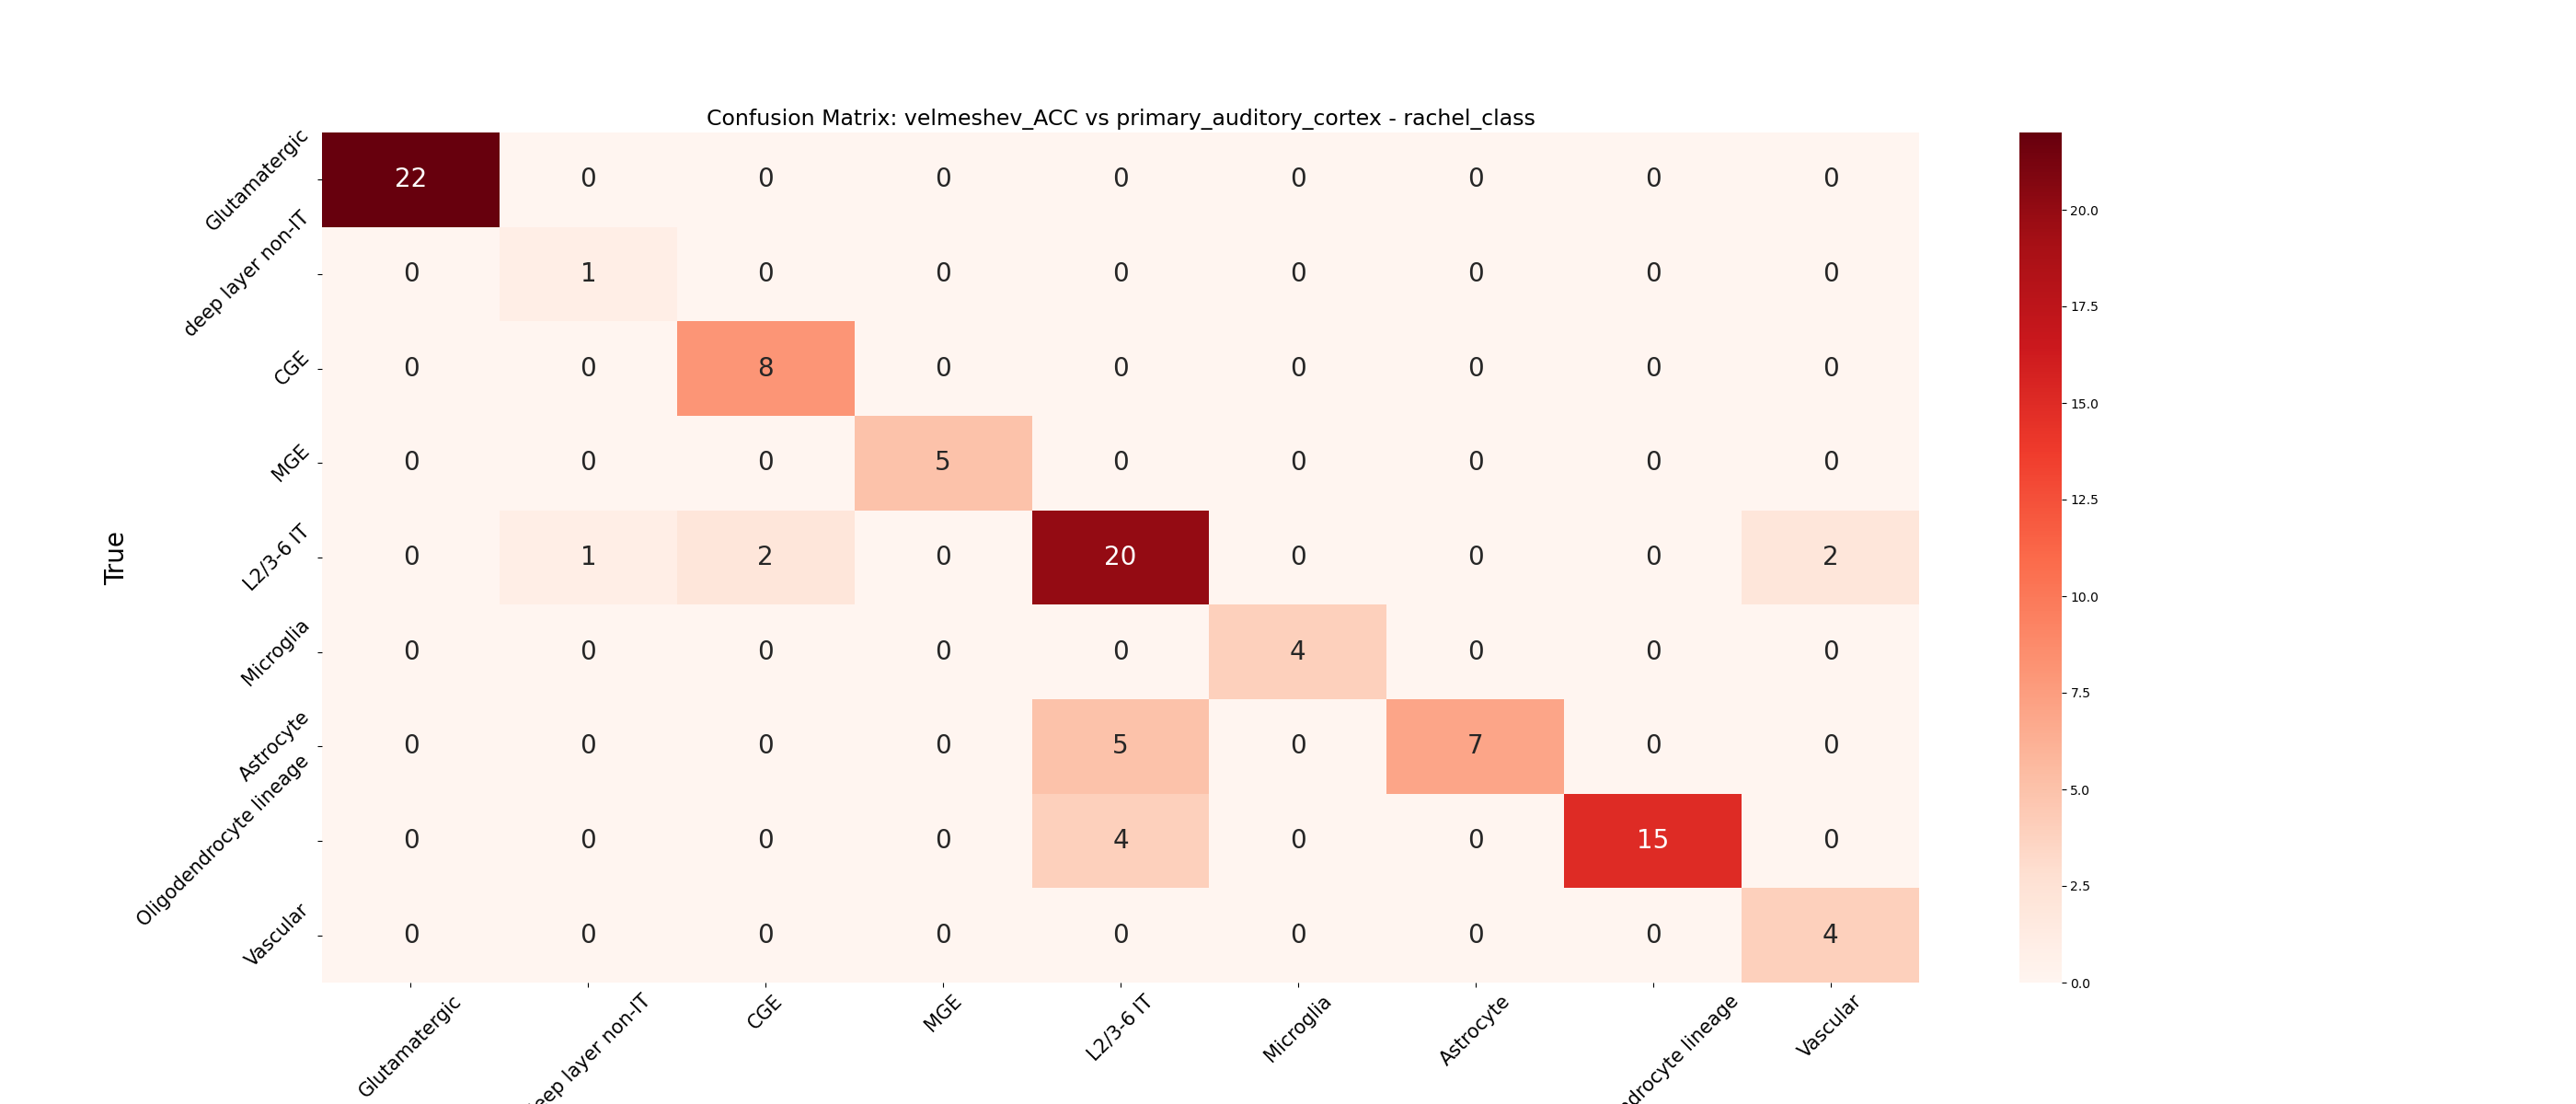 Confusion Matrix: velmeshev_ACC vs primary_auditory_cortex - rachel_class
True
Glutamatergic 22 0 0 0 0 0 0 0 0
deep layer non-IT 0 1 0 0 0 0 0 0 0
CGE 0 0 8 0 0 0 0 0 0
MGE 0 0 0 5 0 0 0 0 0
L2/3-6 IT 0 1 2 0 20 0 0 0 2
Microglia 0 0 0 0 0 4 0 0 0
Astrocyte 0 0 0 0 5 0 7 0 0
Oligodendrocyte lineage 0 0 0 0 4 0 0 15 0
Vascular 0 0 0 0 0 0 0 0 4
Glutamatergic
layer non-IT
CGE
MGE
L2/3-6 IT
Microglia
Astrocyte
lineage
Vascular
20.0
17.5
15.0
12.5
10.0
7.5
5.0
2.5
0.0